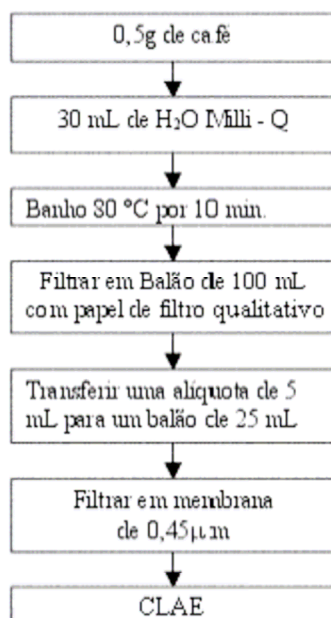 0,5g de café
30 mL de H₂O Milli - Q
Banho 80 °C por 10 min.
Filtrar em Balão de 100 mL
com papel de filtro qualitativo
Transferir uma alíquota de 5
mL para um balão de 25 mL
Filtrar em membrana
de 0,45µm
CLAE